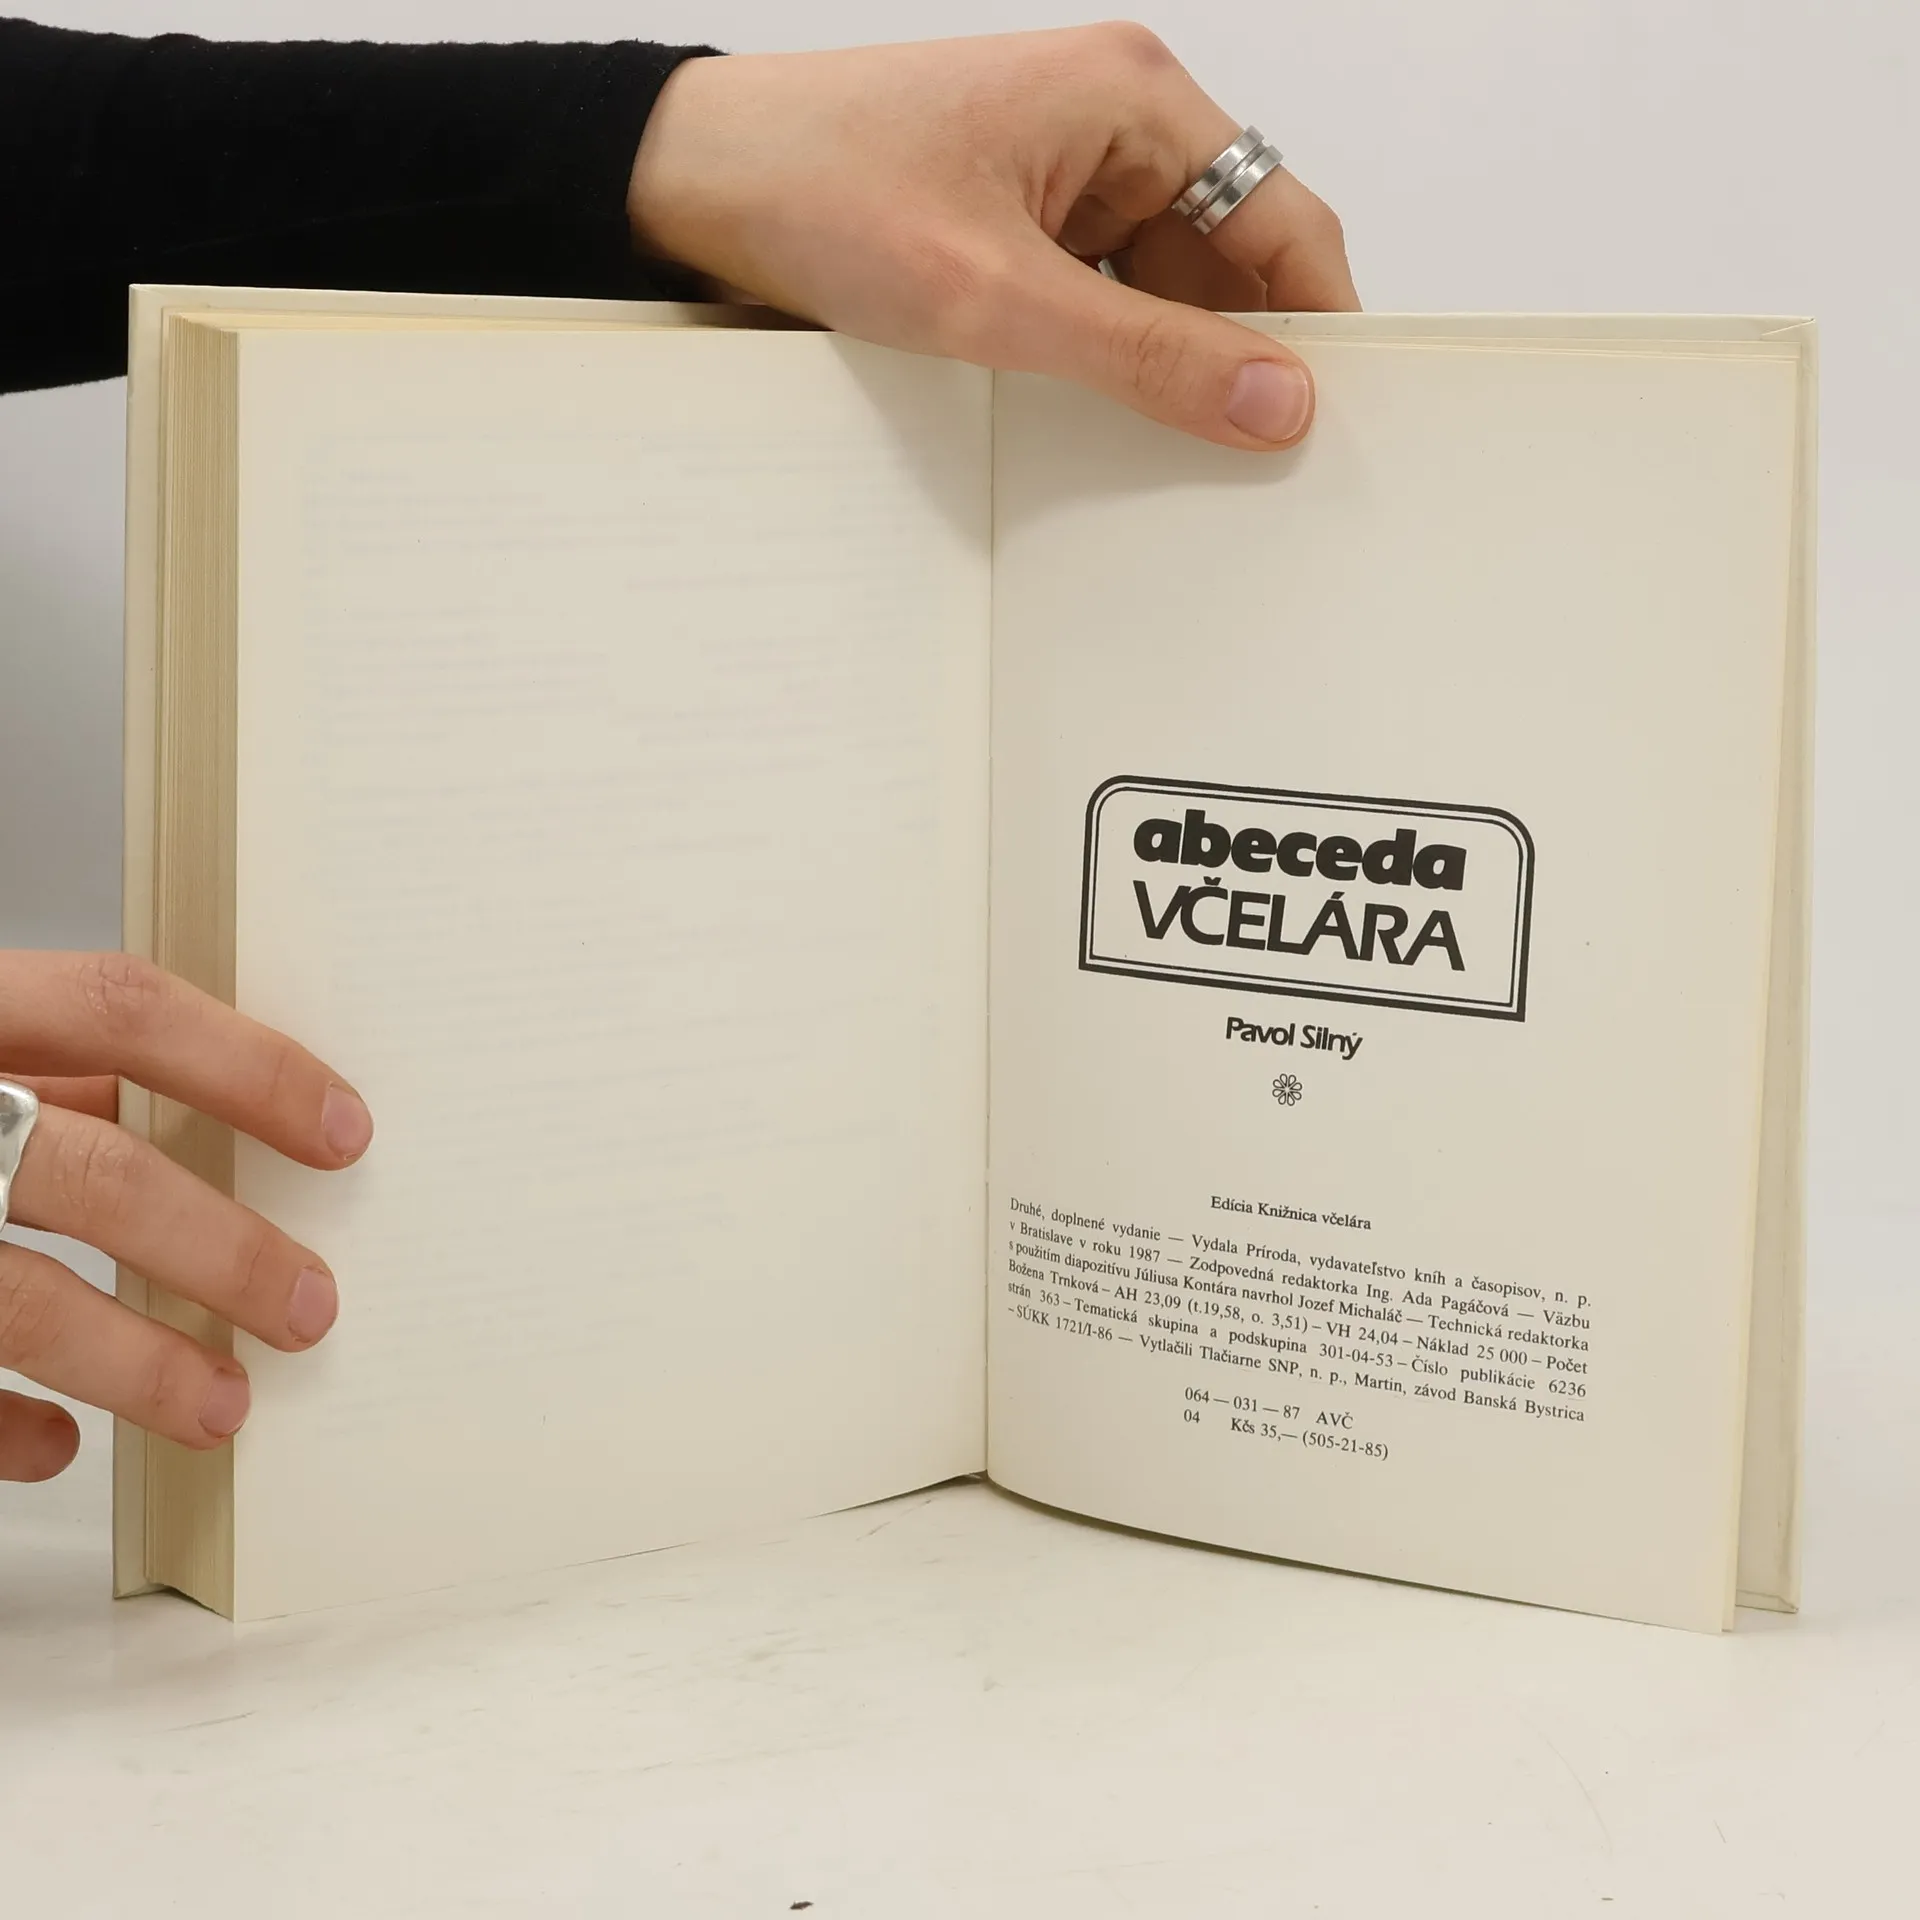 abeceda
VČELÁRA
Pavol Silný
Edícia Knižnica včelára
Druhé, doplnené vydanie — Vydala Príroda, vydavateľstvo kníh a časopisov, n. p.
v Bratislave v roku 1987 — Zodpovedná redaktorka Ing. Ada Pagáčová — Väzbu
s použitím diapozitívu Júliusa Kontára navrhol Jozef Michaláč — Technická redaktorka
Božena Trnková – AH 23,09 (t.19,58, o. 3,51) – VH 24,04 – Náklad 25 000 – Počet
strán 363 – Tematická skupina a podskupina 301-04-53 – Číslo publikácie 6236
– SÚKK 1721/I-86 — Vytlačili Tlačiarne SNP, n. p., Martin, závod Banská Bystrica
064 — 031 — 87 AVČ
04 Kčs 35,— (505-21-85)